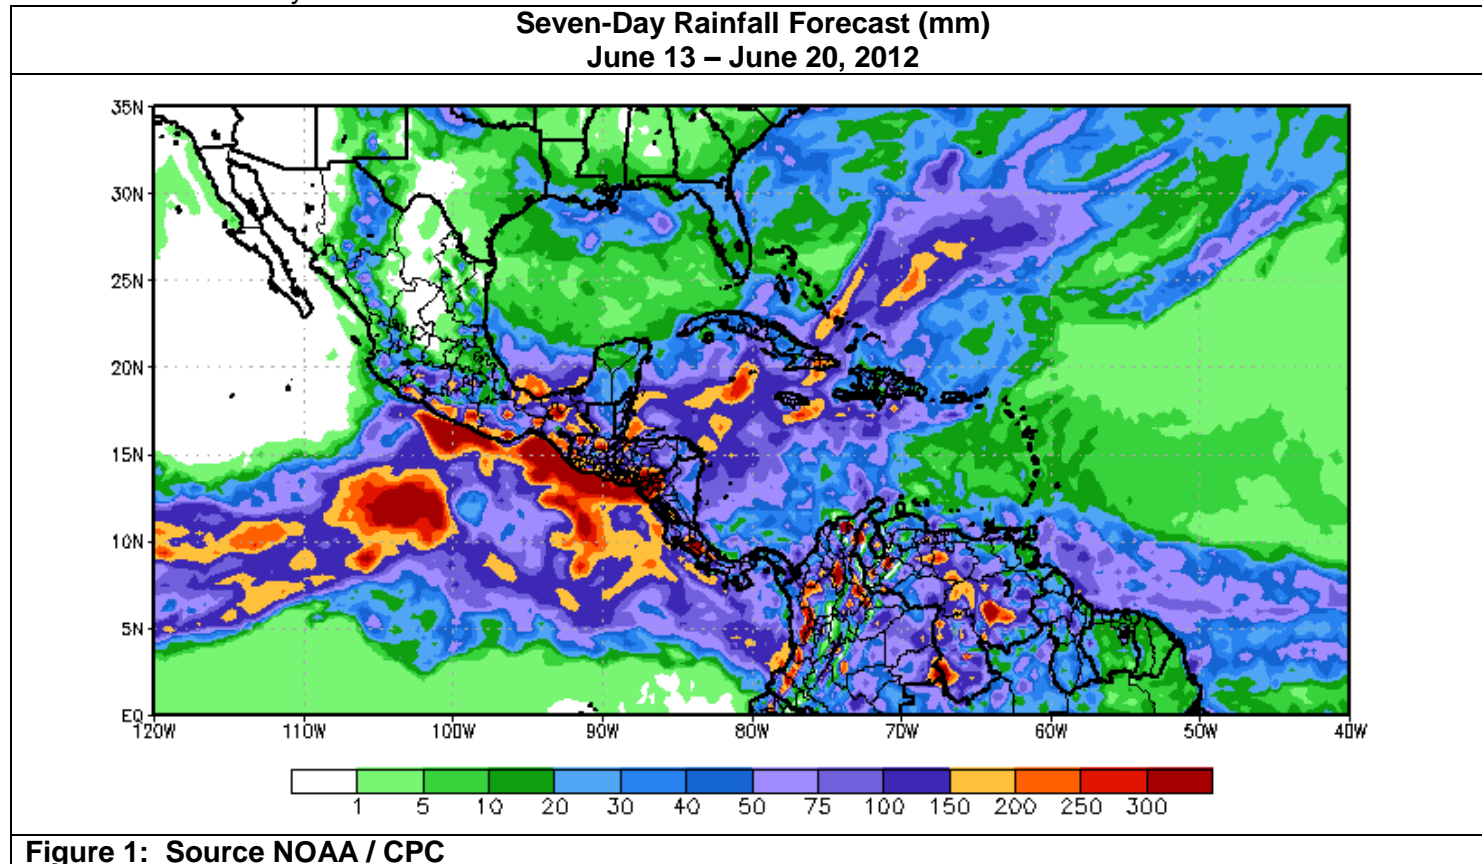 Seven-Day Rainfall Forecast (mm)
June 13 – June 20, 2012
35N
30N
25N
20N
15N
10N
5N
EQ
120W 110W 100W 90W 80W 70W 60W 50W 40W
1 5 10 20 30 40 50 75 100 150 200 250 300
Figure 1: Source NOAA / CPC